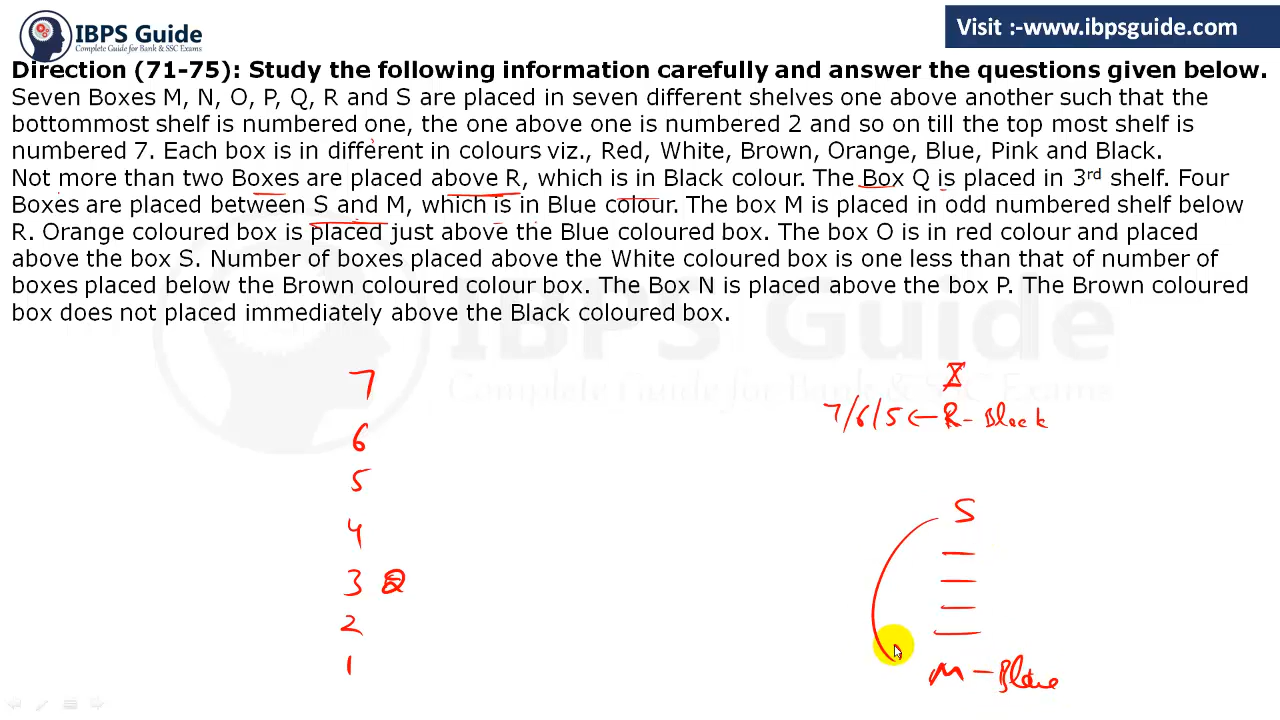 IBPS Guide
Complete Guide for Bank & SSC Exams
Visit :-www.ibpsguide.com
Direction (71-75): Study the following information carefully and answer the questions given below.
Seven Boxes M, N, O, P, Q, R and S are placed in seven different shelves one above another such that the
bottommost shelf is numbered one, the one above one is numbered 2 and so on till the top most shelf is
numbered 7. Each box is in different in colours viz., Red, White, Brown, Orange, Blue, Pink and Black.
Not more than two Boxes are placed above R, which is in Black colour. The Box Q is placed in 3rd shelf. Four
Boxes are placed between S and M, which is in Blue colour. The box M is placed in odd numbered shelf below
R. Orange coloured box is placed just above the Blue coloured box. The box O is in red colour and placed
above the box S. Number of boxes placed above the White coloured box is one less than that of number of
boxes placed below the Brown coloured colour box. The Box N is placed above the box P. The Brown coloured
box does not placed immediately above the Black coloured box.
IBPS Guide
Complete Guide for Bank & SSC Exams
7
7/6/5 ← R - Black
6
5
S
4
3 Q
2
1
M - Blue